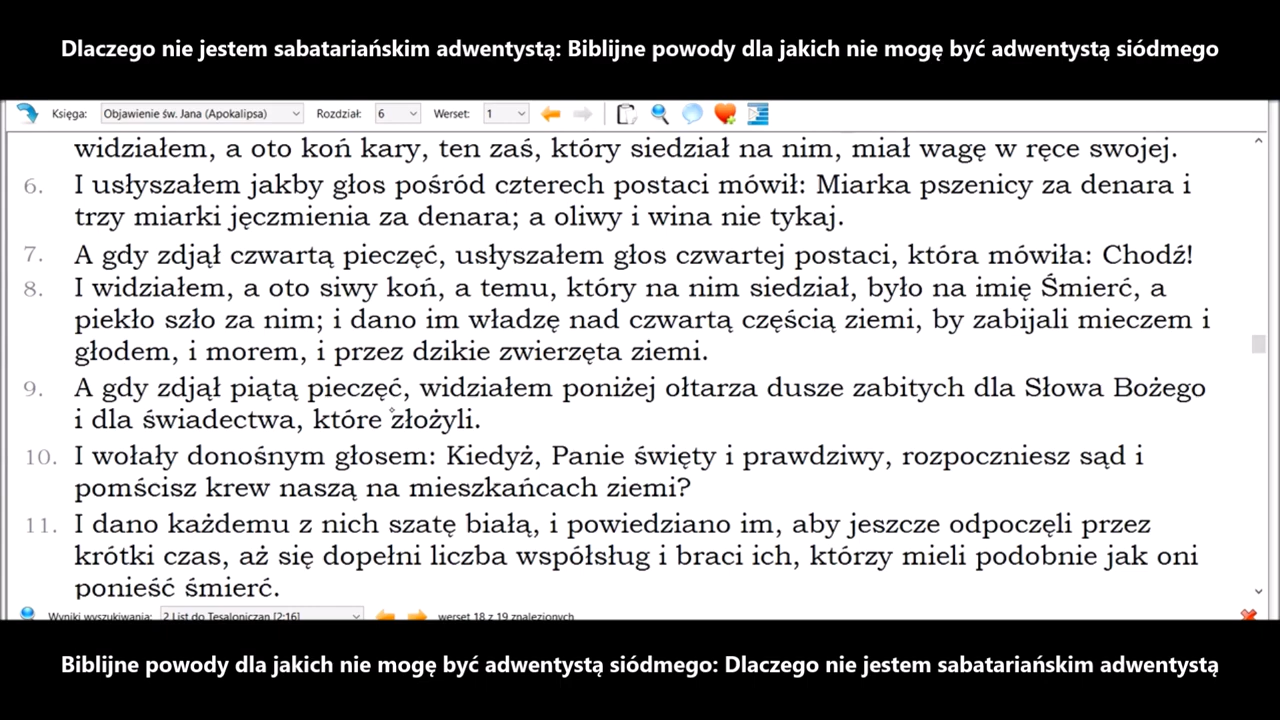 Dlaczego nie jestem sabatariańskim adwentystą: Biblijne powody dla jakich nie mogę być adwentystą siódmego
Księga: Objawienie św. Jana (Apokalipsa) Rozdział: 6 Werset: 1
widziałem, a oto koń kary, ten zaś, który siedział na nim, miał wagę w ręce swojej.
6. I usłyszałem jakby głos pośród czterech postaci mówił: Miarka pszenicy za denara i
trzy miarki jęczmienia za denara; a oliwy i wina nie tykaj.
7. A gdy zdjął czwartą pieczęć, usłyszałem głos czwartej postaci, która mówiła: Chodź!
8. I widziałem, a oto siwy koń, a temu, który na nim siedział, było na imię Śmierć, a
piekło szło za nim; i dano im władzę nad czwartą częścią ziemi, by zabijali mieczem i
głodem, i morem, i przez dzikie zwierzęta ziemi.
9. A gdy zdjął piątą pieczęć, widziałem poniżej ołtarza dusze zabitych dla Słowa Bożego
i dla świadectwa, które złożyli.
10. I wołały donośnym głosem: Kiedyż, Panie święty i prawdziwy, rozpoczniesz sąd i
pomścisz krew naszą na mieszkańcach ziemi?
11. I dano każdemu z nich szatę białą, i powiedziano im, aby jeszcze odpoczęli przez
krótki czas, aż się dopełni liczba współsług i braci ich, którzy mieli podobnie jak oni
ponieść śmierć.
Wyniki wyszukiwania: 2 List do Tesaloniczan [2:16] werset 18 z 19 znalezionych
Biblijne powody dla jakich nie mogę być adwentystą siódmego: Dlaczego nie jestem sabatariańskim adwentystą